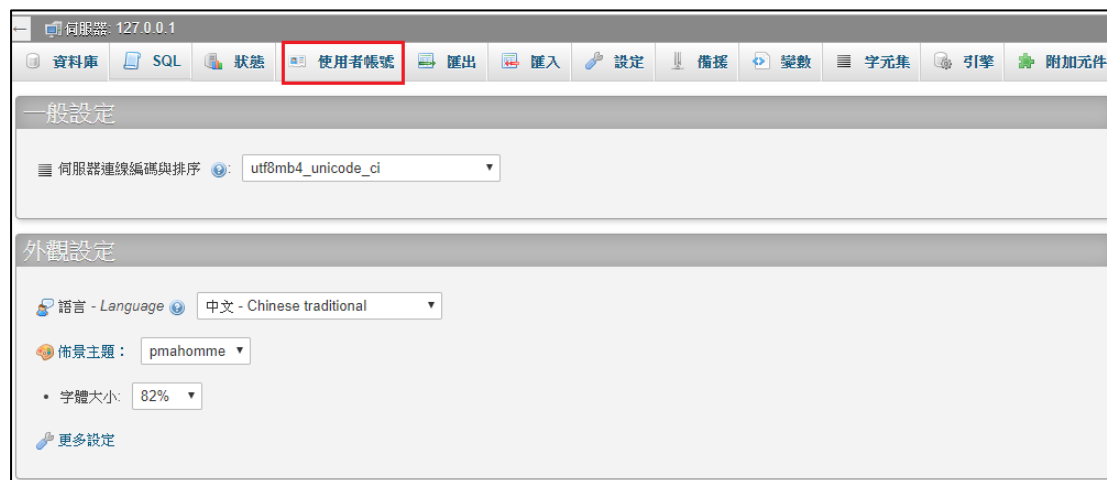 伺服器: 127.0.0.1
資料庫 SQL 狀態 使用者帳號 匯出 匯入 設定 備援 變數 字元集 引擎 附加元件
一般設定
伺服器連線編碼與排序 : utf8mb4_unicode_ci
外觀設定
語言 - Language 中文 - Chinese traditional
佈景主題： pmahomme
• 字體大小: 82%
更多設定